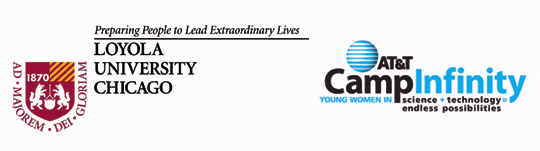 Preparing People to Lead Extraordinary Lives
LOYOLA
UNIVERSITY
CHICAGO
1870
AD • MAJOREM • DEI • GLORIAM
AT&T
CampInfinity
YOUNG WOMEN IN science + technology =
endless possibilities